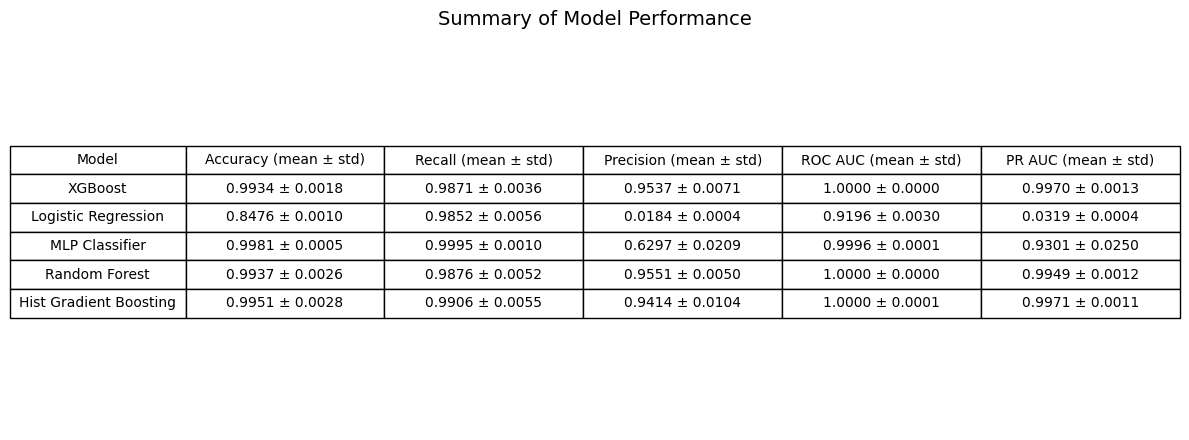 Summary of Model Performance
Model Accuracy (mean ± std) Recall (mean ± std) Precision (mean ± std) ROC AUC (mean ± std) PR AUC (mean ± std)
XGBoost 0.9934 ± 0.0018 0.9871 ± 0.0036 0.9537 ± 0.0071 1.0000 ± 0.0000 0.9970 ± 0.0013
Logistic Regression 0.8476 ± 0.0010 0.9852 ± 0.0056 0.0184 ± 0.0004 0.9196 ± 0.0030 0.0319 ± 0.0004
MLP Classifier 0.9981 ± 0.0005 0.9995 ± 0.0010 0.6297 ± 0.0209 0.9996 ± 0.0001 0.9301 ± 0.0250
Random Forest 0.9937 ± 0.0026 0.9876 ± 0.0052 0.9551 ± 0.0050 1.0000 ± 0.0000 0.9949 ± 0.0012
Hist Gradient Boosting 0.9951 ± 0.0028 0.9906 ± 0.0055 0.9414 ± 0.0104 1.0000 ± 0.0001 0.9971 ± 0.0011